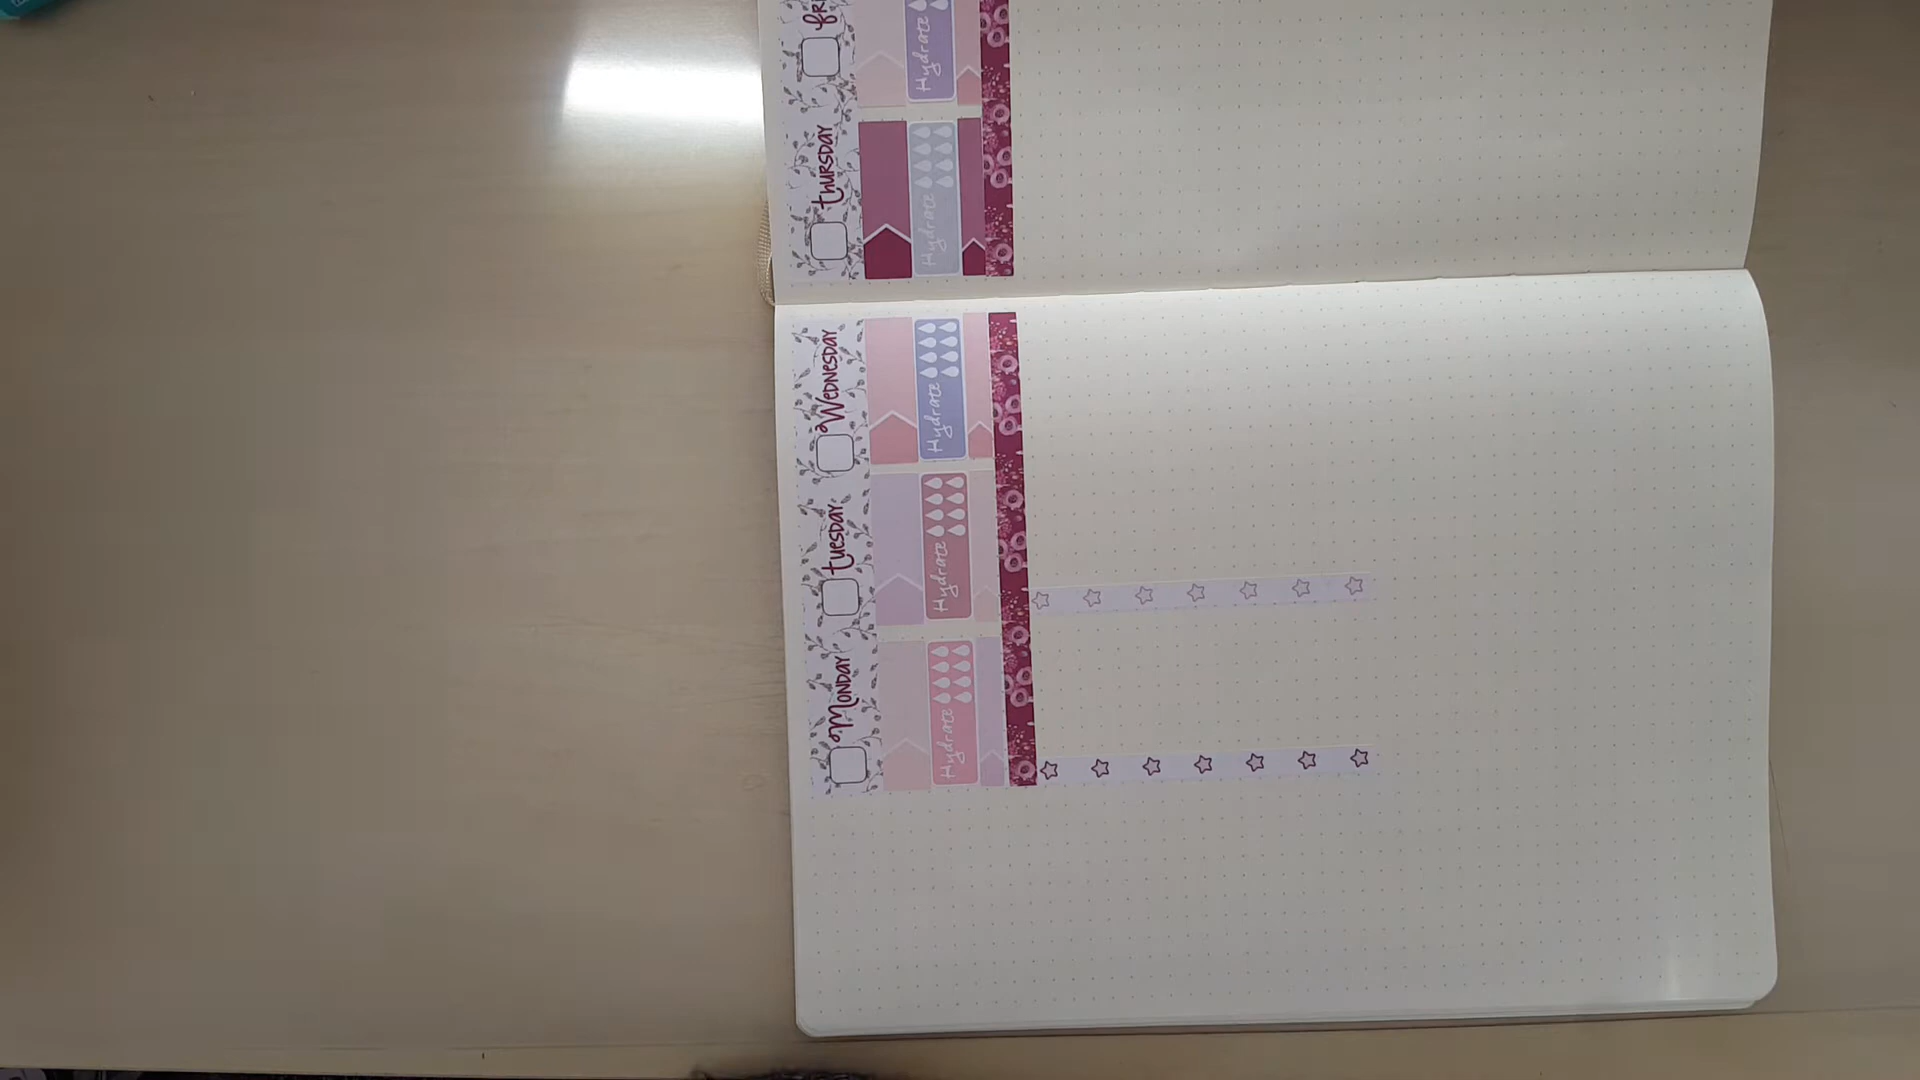 Monday
Tuesday
Wednesday
Thursday
Hydrate
Hydrate
Hydrate
Hydrate
Hydrate